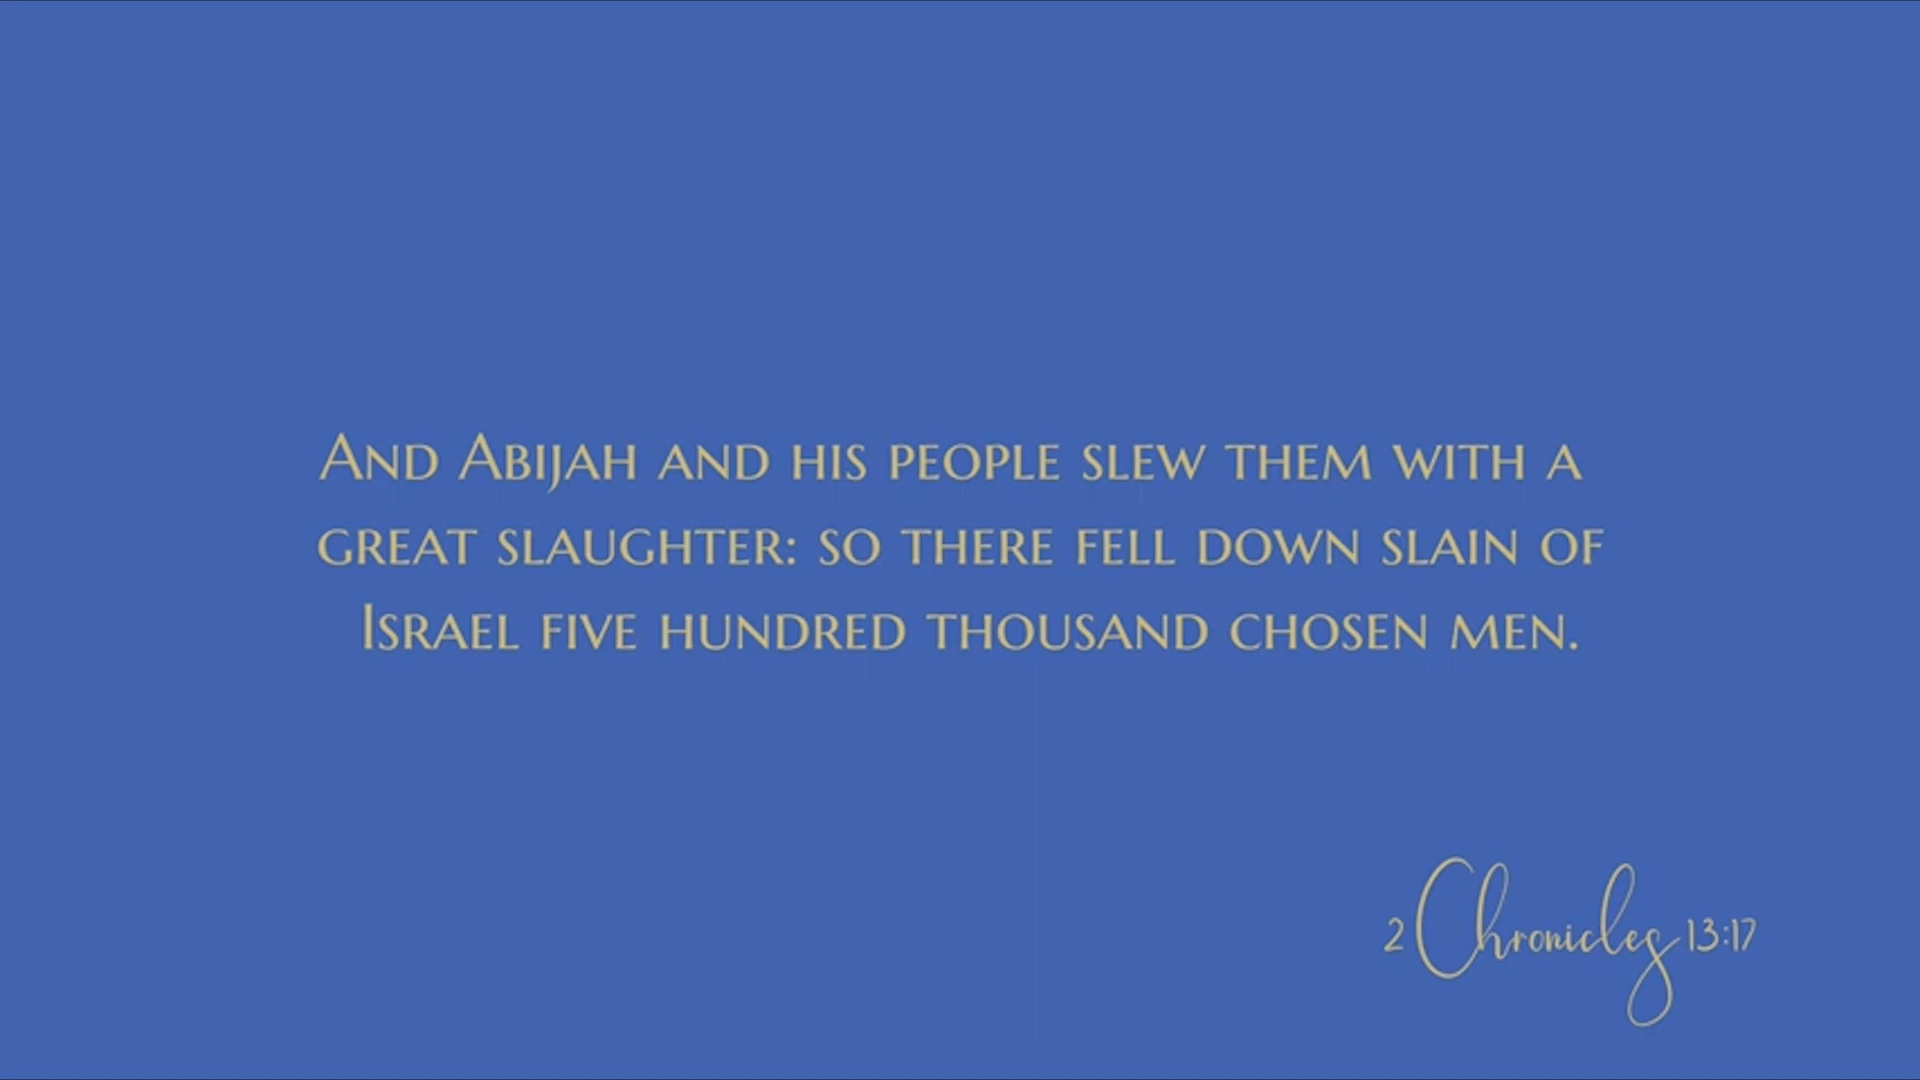 And Abijah and his people slew them with a
great slaughter: so there fell down slain of
Israel five hundred thousand chosen men.
2 Chronicles 13:17